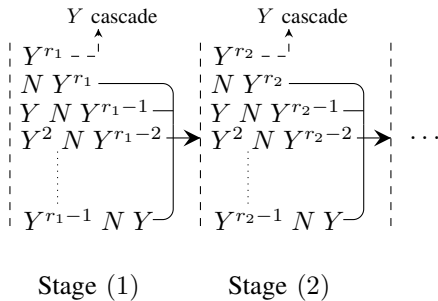 Y cascade Y cascade
Y^{r_1} Y^{r_2}
N Y^{r_1} N Y^{r_2}
Y N Y^{r_1-1} Y N Y^{r_2-1}
Y^2 N Y^{r_1-2} Y^2 N Y^{r_2-2} ...
Y^{r_1-1} N Y Y^{r_2-1} N Y
Stage (1) Stage (2)